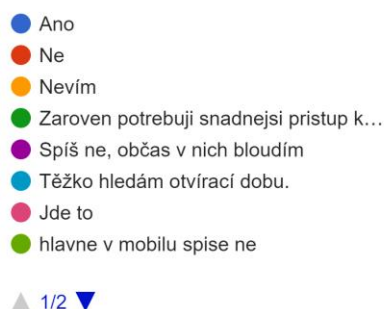 Ano
Ne
Nevím
Zaroven potrebuji snadnejsi pristup k…
Spíš ne, občas v nich bloudím
Těžko hledám otvírací dobu.
Jde to
hlavne v mobilu spise ne
1/2